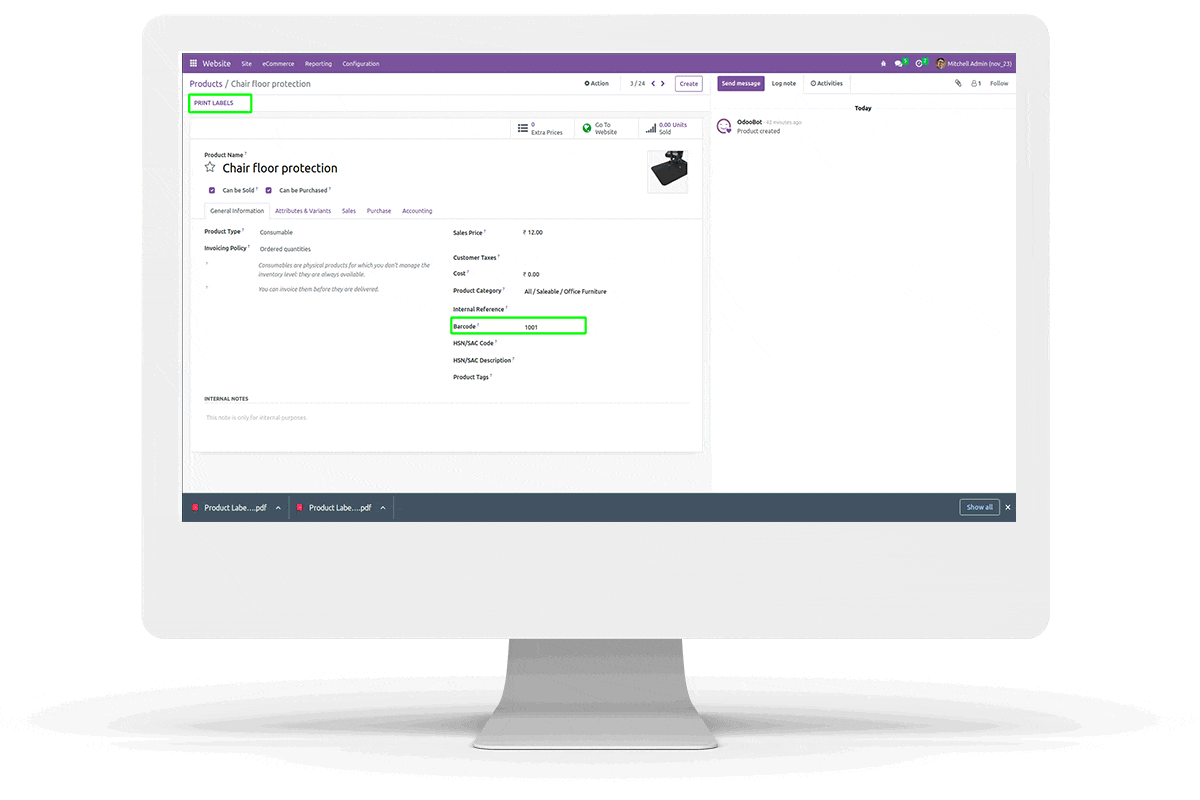 Website Site eCommerce Reporting Configuration 5 2 Mitchell Admin (nov_23)
Products / Chair floor protection Action 3 / 24 Create
PRINT LABELS
0 Extra Prices
Go To Website
0.00 Units Sold
Product Name ?
Chair floor protection
Can be Sold ? Can be Purchased ?
General Information Attributes & Variants Sales Purchase Accounting
Product Type ? Consumable
Invoicing Policy ? Ordered quantities
? Consumables are physical products for which you don't manage the
inventory level: they are always available.
? You can invoice them before they are delivered.
Sales Price ? ₹ 12.00
Customer Taxes ?
Cost ? ₹ 0.00
Product Category ? All / Saleable / Office Furniture
Internal Reference ?
Barcode ? 1001
HSN/SAC Code ?
HSN/SAC Description ?
Product Tags ?
INTERNAL NOTES
This note is only for internal purposes.
Send message Log note Activities 1 Follow
Today
OdooBot - 42 minutes ago
Product created
Product Labe....pdf Product Labe....pdf Show all